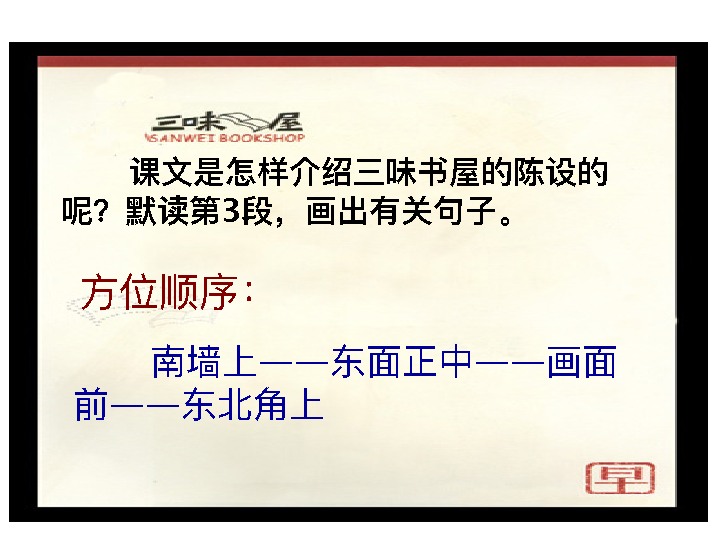 三味书屋
SANWEI BOOKSHOP
课文是怎样介绍三味书屋的陈设的
呢？默读第3段，画出有关句子。
方位顺序：
南墙上——东面正中——画面
前——东北角上
早